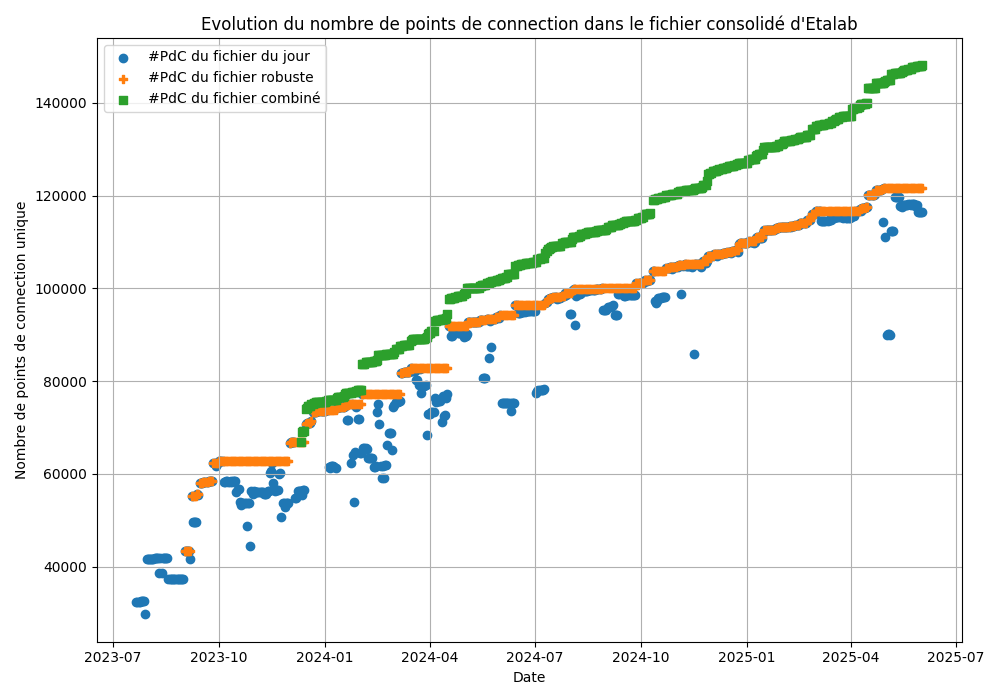 Evolution du nombre de points de connection dans le fichier consolidé d'Etalab
#PdC du fichier du jour
#PdC du fichier robuste
#PdC du fichier combiné
Nombre de points de connection unique
140000
120000
100000
80000
60000
40000
2023-07 2023-10 2024-01 2024-04 2024-07 2024-10 2025-01 2025-04 2025-07
Date